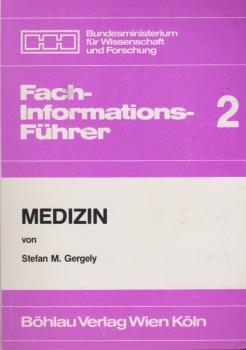 Bundesministerium
für Wissenschaft
und Forschung
Fach-
Informations-
Führer
2
MEDIZIN
von
Stefan M. Gergely
Böhlau Verlag Wien Köln